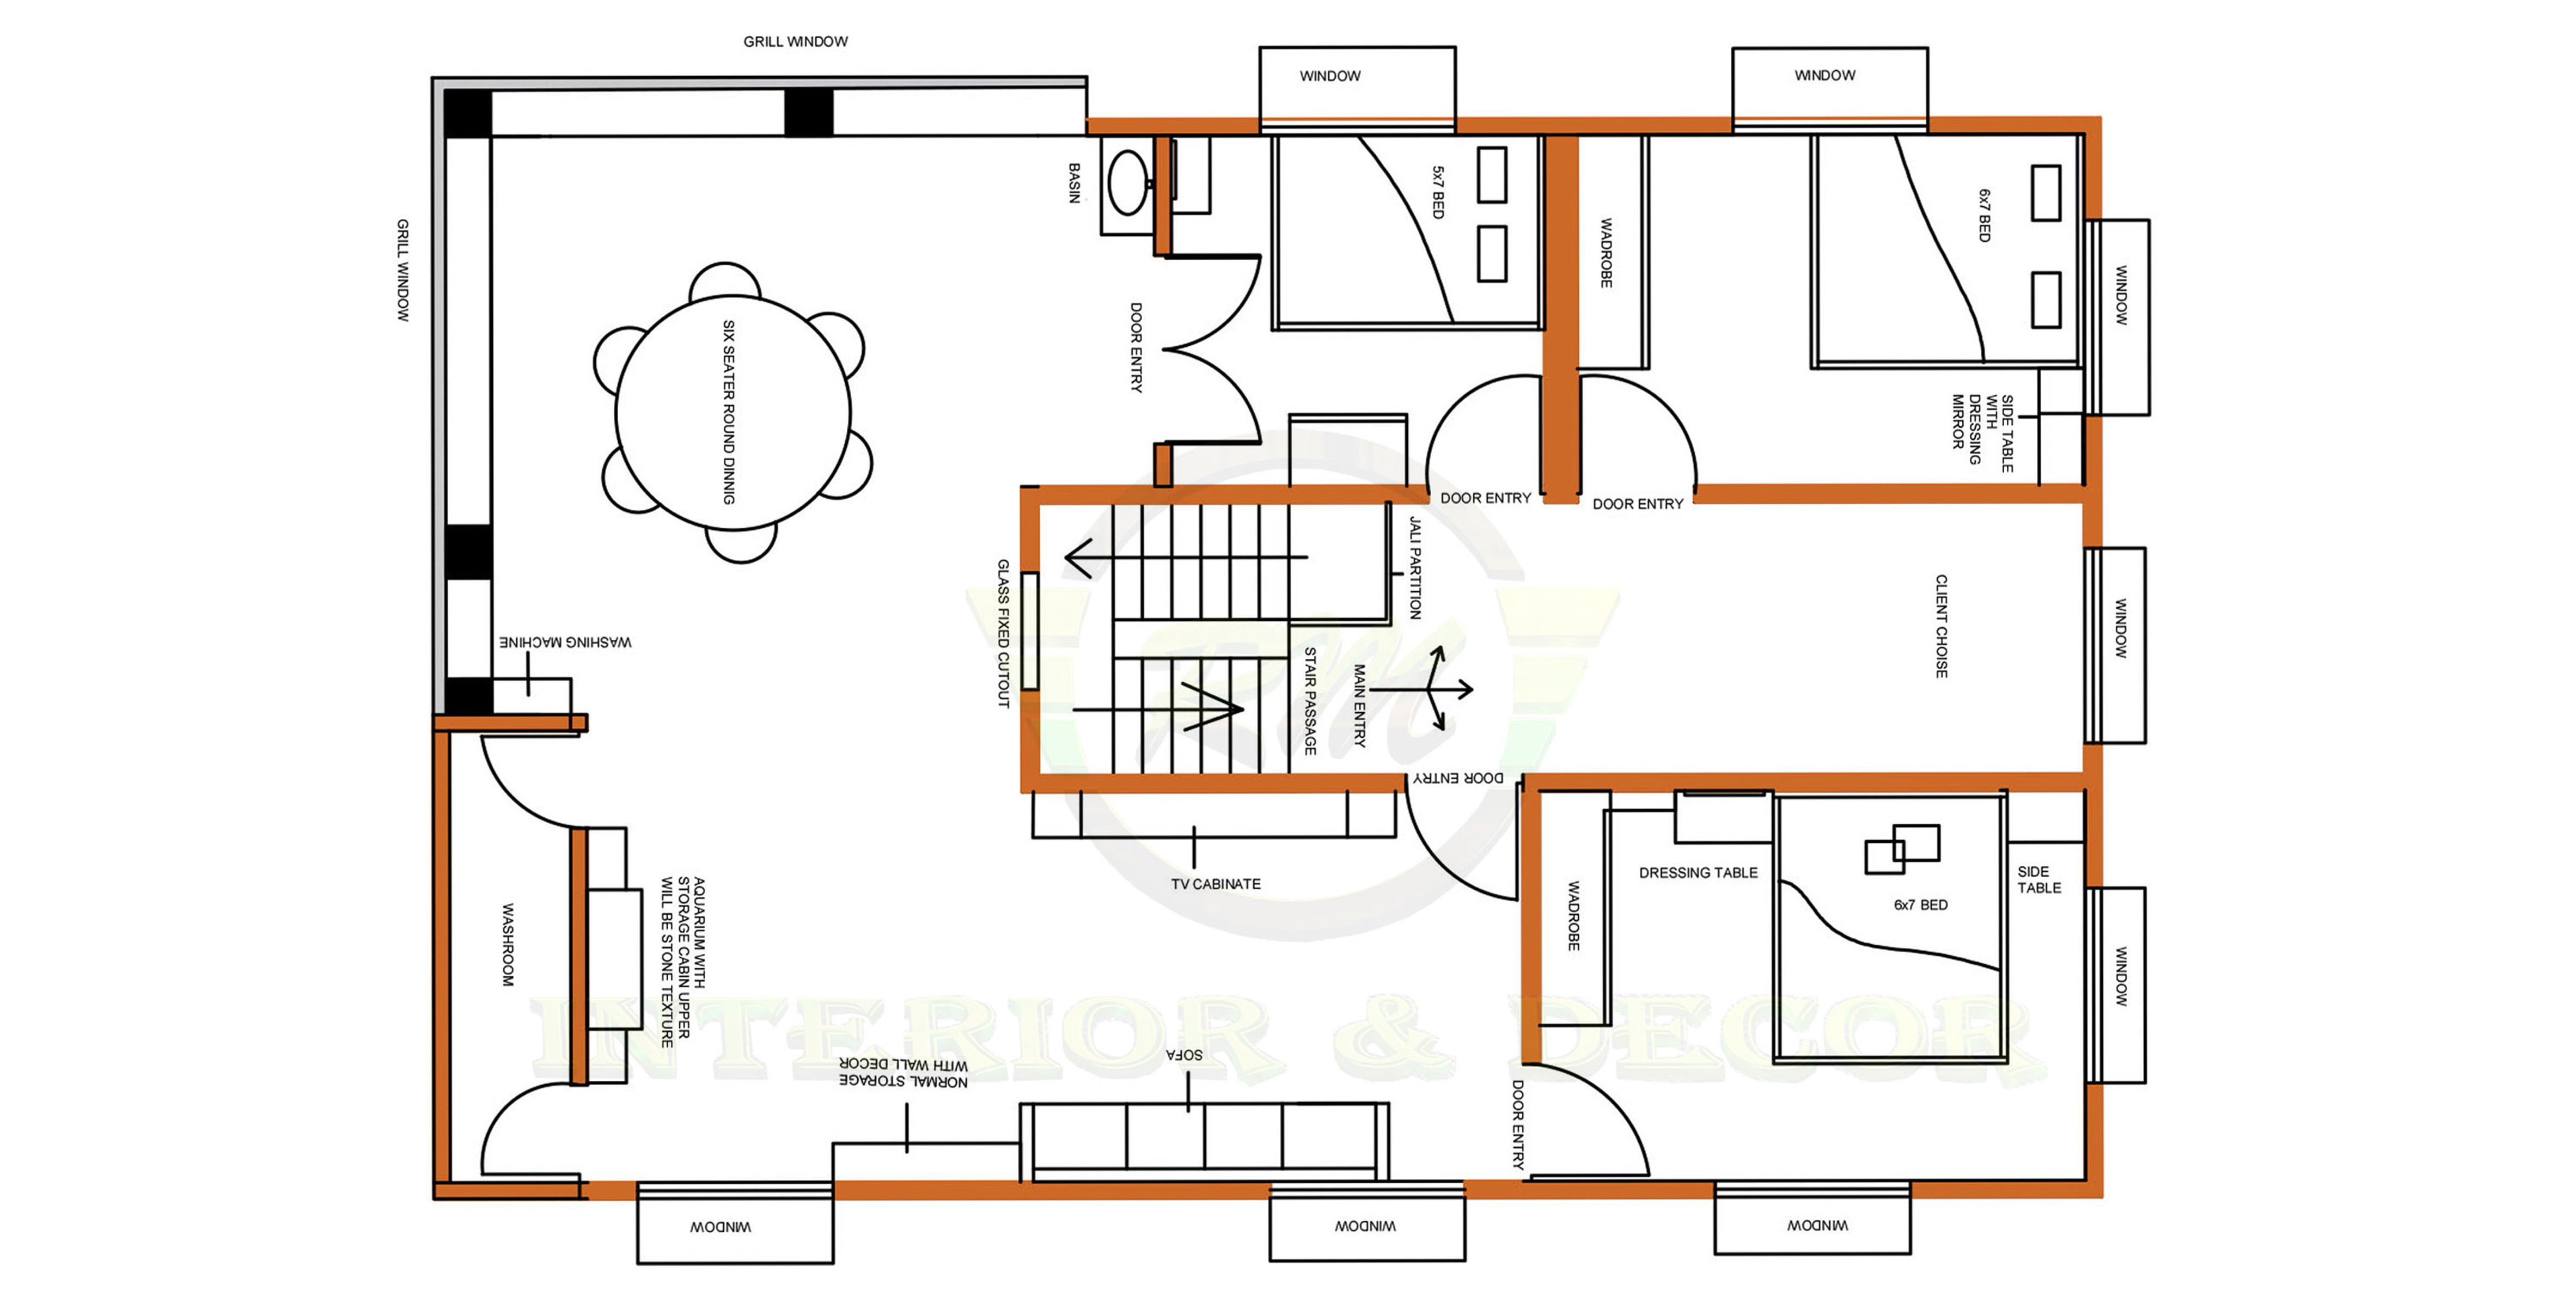 GRILL WINDOW
WINDOW
WINDOW
GRILL WINDOW
BASIN
5x7 BED
WADROBE
6x7 BED
WINDOW
SIX SEATER ROUND DINNIG
DOOR ENTRY
SIDE TABLE
WITH
DRESSING
MIRROR
DOOR ENTRY
DOOR ENTRY
JALI PARTITION
GLASS FIXED CUTOUT
CLIENT CHOISE
WINDOW
WASHING MACHINE
STAIR PASSAGE
MAIN ENTRY
RM
DOOR ENTRY
TV CABINATE
WADROBE
DRESSING TABLE
6x7 BED
SIDE
TABLE
WINDOW
WASHROOM
AQUARIUM WITH
STORAGE CABIN UPPER
WILL BE STONE TEXTURE
INTERIOR & DECOR
NORMAL STORAGE
WITH WALL DECOR
SOFA
DOOR ENTRY
WINDOW
WINDOW
WINDOW